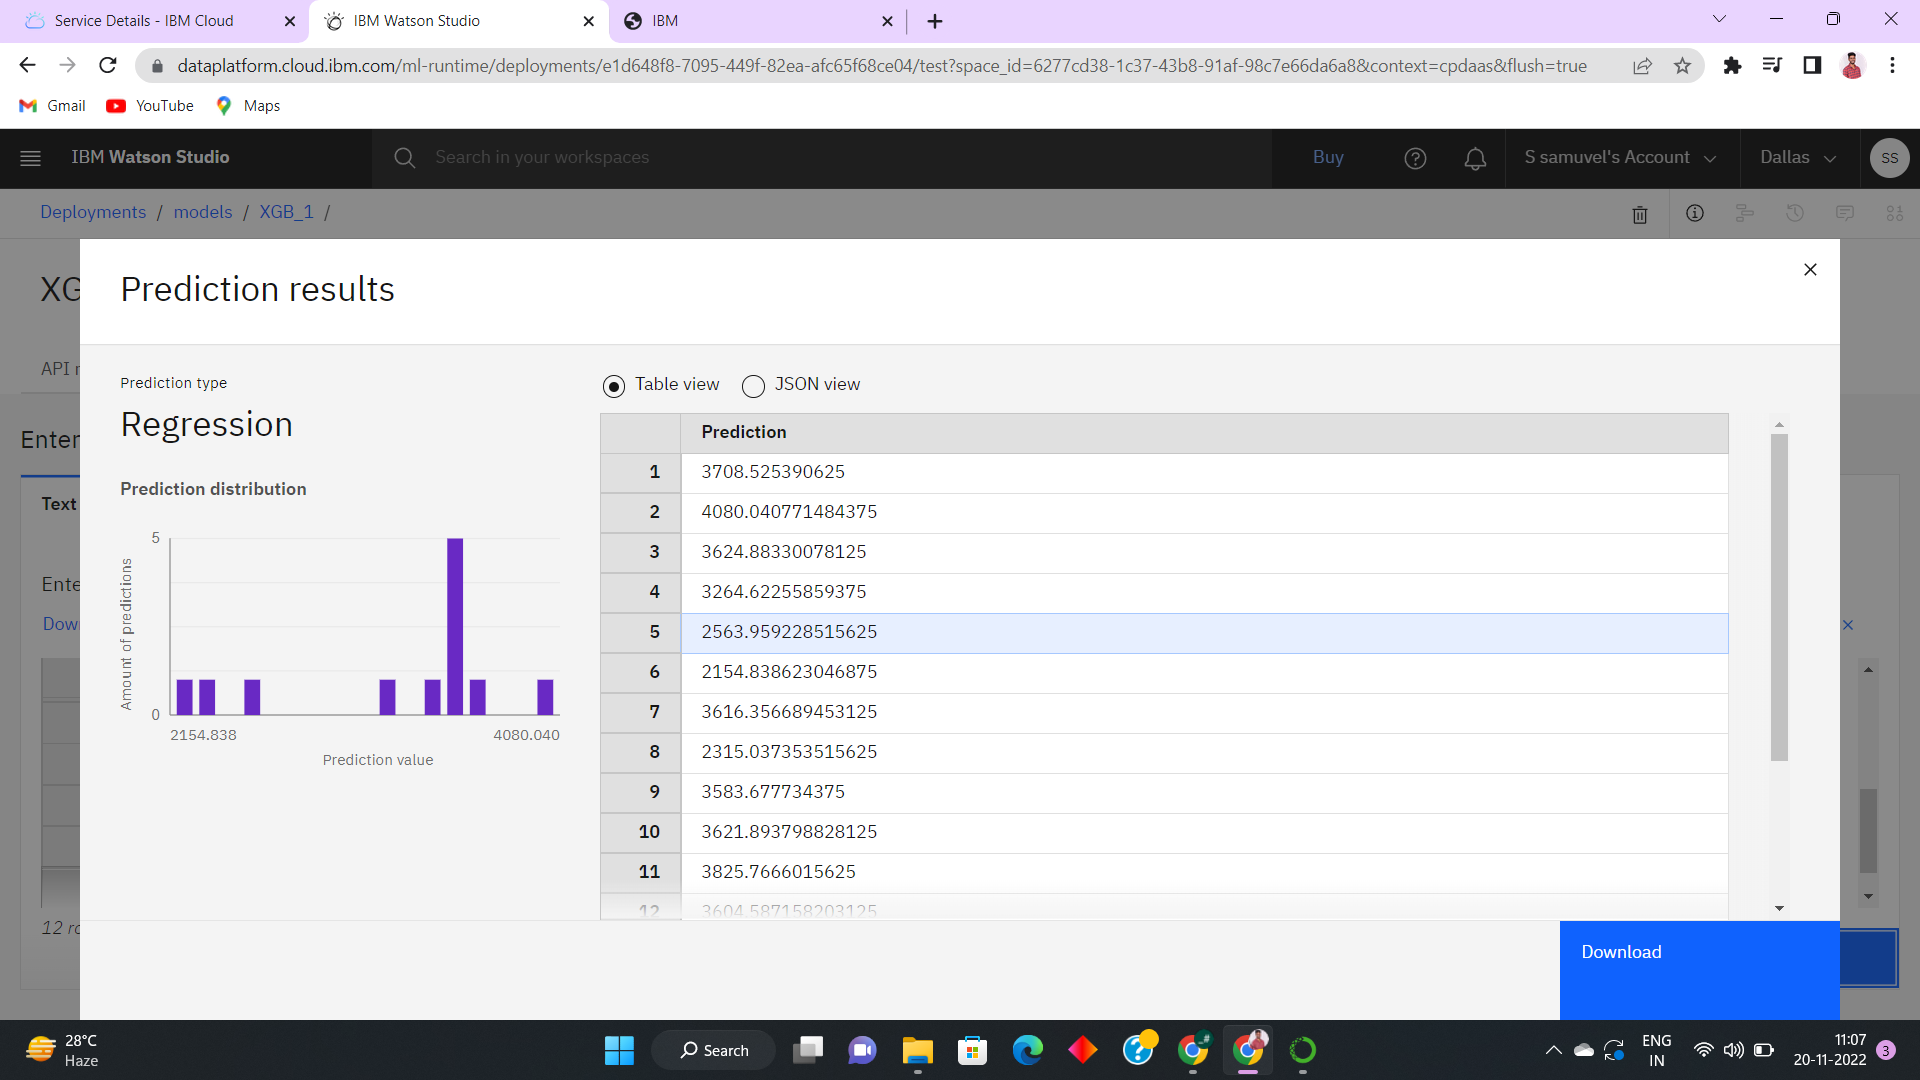 Service Details - IBM Cloud
IBM Watson Studio
IBM
dataplatform.cloud.ibm.com/ml-runtime/deployments/e1d648f8-7095-449f-82ea-afc65f68ce04/test?space_id=6277cd38-1c37-43b8-91af-98c7e66da6a8&context=cpdaas&flush=true
Gmail
YouTube
Maps
IBM Watson Studio
Search in your workspaces
Buy
S samuvel's Account
Dallas
SS
Deployments / models / XGB_1 /
XG
Prediction results
API r
Prediction type
Regression
Table view
JSON view
Enter
Prediction distribution
Text
Ente
Dow
12 ro
5
0
Amount of predictions
2154.838
4080.040
Prediction value
Prediction
1 3708.525390625
2 4080.040771484375
3 3624.88330078125
4 3264.62255859375
5 2563.959228515625
6 2154.838623046875
7 3616.356689453125
8 2315.037353515625
9 3583.677734375
10 3621.893798828125
11 3825.7666015625
12 3604.587158203125
Download
28°C
Haze
Search
ENG
IN
11:07
20-11-2022
3